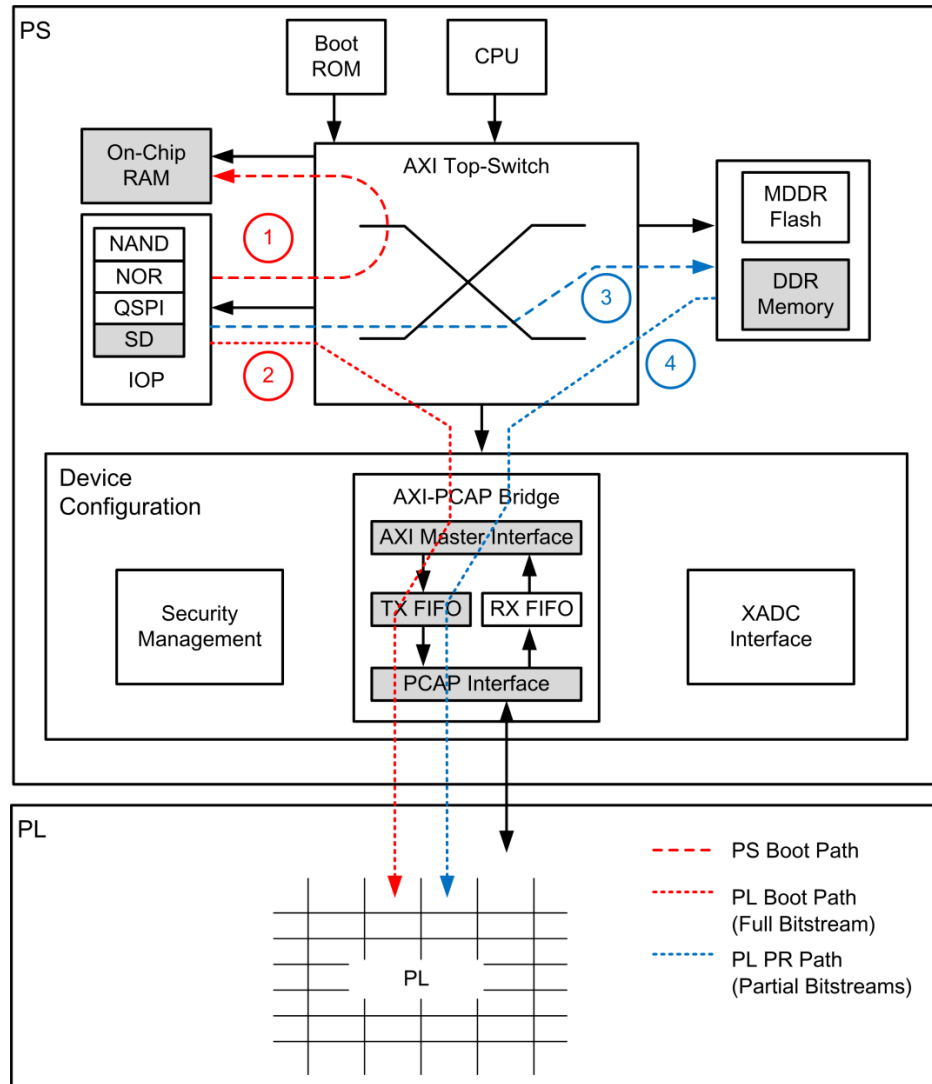 PS
Boot
ROM
CPU
On-Chip
RAM
AXI Top-Switch
MDDR
Flash
DDR
Memory
NAND
NOR
QSPI
SD
IOP
1
2
3
4
Device
Configuration
AXI-PCAP Bridge
AXI Master Interface
TX FIFO
RX FIFO
PCAP Interface
Security
Management
XADC
Interface
PL
PL
PS Boot Path
PL Boot Path
(Full Bitstream)
PL PR Path
(Partial Bitstreams)